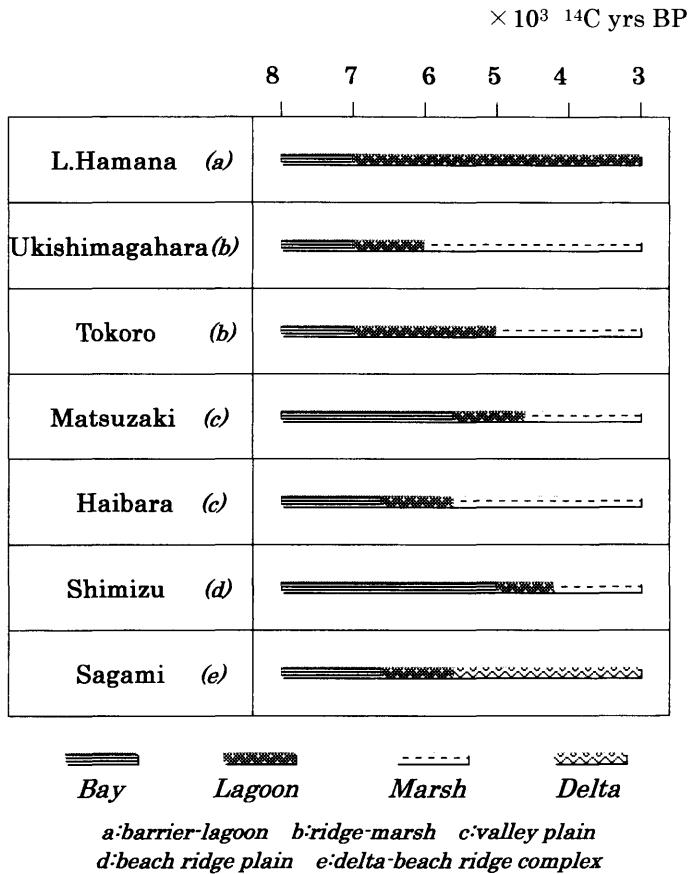 × 10³ ¹⁴C yrs BP
8 7 6 5 4 3
L.Hamana (a)
Ukishimagahara (b)
Tokoro (b)
Matsuzaki (c)
Haibara (c)
Shimizu (d)
Sagami (e)
Bay Lagoon Marsh Delta
a:barrier-lagoon b:ridge-marsh c:valley plain
d:beach ridge plain e:delta-beach ridge complex